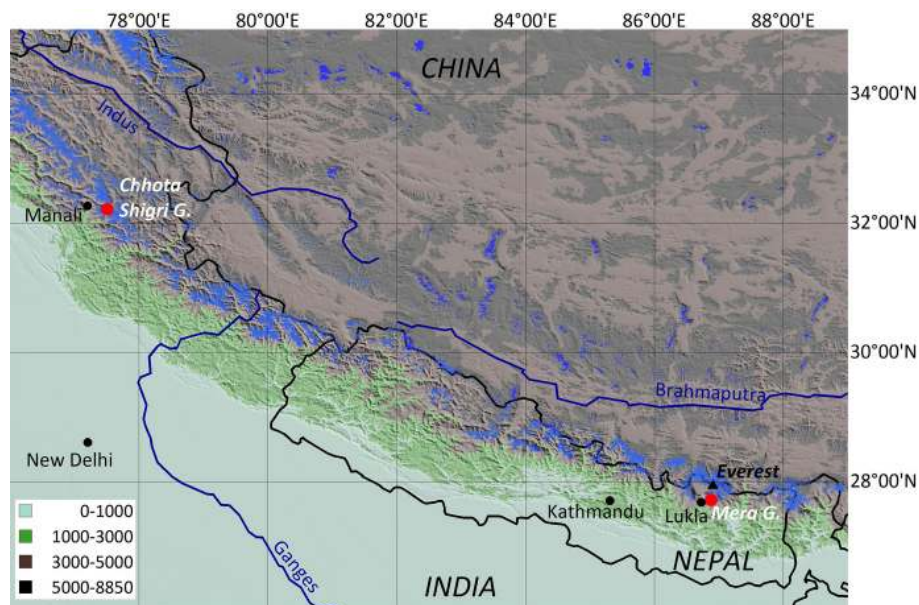 78°00'E 80°00'E 82°00'E 84°00'E 86°00'E 88°00'E
CHINA
34°00'N
Indus
Chhota
Shigri G.
Manali
32°00'N
30°00'N
Brahmaputra
New Delhi
Everest
28°00'N
Kathmandu
Lukla
Mera G.
0-1000
1000-3000
3000-5000
5000-8850
Ganges
NEPAL
INDIA